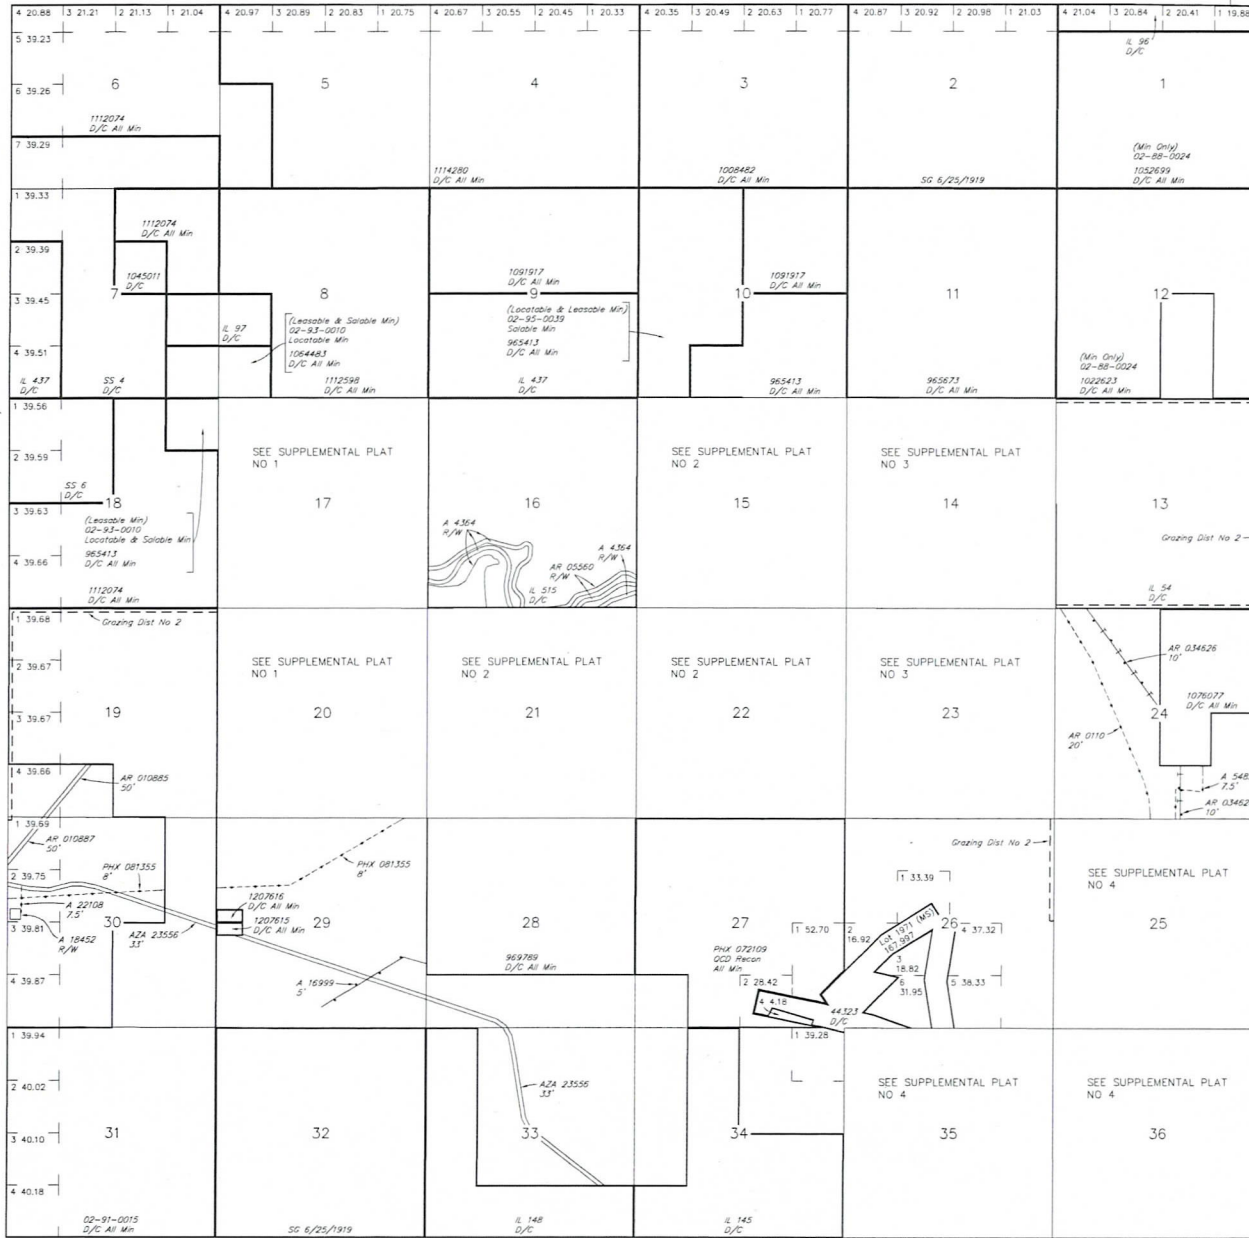 4 20.88 3 21.21 2 21.13 1 21.04 4 20.97 3 20.89 2 20.83 1 20.75 4 20.67 3 20.55 2 20.45 1 20.33 4 20.35 3 20.49 2 20.63 1 20.77 4 20.87 3 20.92 2 20.98 1 21.03 4 21.04 3 20.84 2 20.41 1 19.88
5 39.23
6 39.26
7 39.29
6
1112074
D/C All Min
5
4
1114280
D/C All Min
3
1008482
D/C All Min
2
SG 6/25/1919
IL 96
D/C
1
(Min Only)
02-88-0024
1052699
D/C All Min
1 39.33
2 39.39
3 39.45
4 39.51
IL 437
D/C
1112074
D/C All Min
1045011
D/C
7
SS 4
D/C
IL 97
D/C
8
(Leasable & Salable Min)
02-93-0010
Locatable Min
1064483
D/C All Min
1112598
D/C All Min
1091917
D/C All Min
9
(Locatable & Leasable Min)
02-95-0039
Salable Min
965413
D/C All Min
IL 437
D/C
10
1091917
D/C All Min
965413
D/C All Min
11
965673
D/C All Min
12
(Min Only)
02-88-0024
1022623
D/C All Min
1 39.56
2 39.59
3 39.63
4 39.66
SS 6
D/C
18
(Leasable Min)
02-93-0010
Locatable & Salable Min
965413
D/C All Min
1112074
D/C All Min
SEE SUPPLEMENTAL PLAT
NO 1
17
16
A 4364
R/W
A 4364
R/W
AR 05560
R/W
IL 515
D/C
SEE SUPPLEMENTAL PLAT
NO 2
15
SEE SUPPLEMENTAL PLAT
NO 3
14
13
Grazing Dist No 2
IL 54
D/C
1 39.68
Grazing Dist No 2
2 39.67
3 39.67
4 39.66
19
AR 010885
50'
SEE SUPPLEMENTAL PLAT
NO 1
20
SEE SUPPLEMENTAL PLAT
NO 2
21
SEE SUPPLEMENTAL PLAT
NO 2
22
SEE SUPPLEMENTAL PLAT
NO 3
23
AR 034626
10'
1076077
D/C All Min
24
AR 0110
20'
7.5'
10'
1 39.69
AR 010887
50'
2 39.75
PHX 081355
8'
A 22108
7.5'
3 39.81
30
A 18452
R/W
AZA 23556
33'
4 39.87
PHX 081355
8'
1207616
D/C All Min
1207615
D/C All Min
29
A 16999
5'
28
969789
D/C All Min
27
PHX 072109
QCD Recon
All Min
1 52.70
2 28.42
4 4.18
Grazing Dist No 2
1 33.39
26
Lot 1971 (MS)
167.997
2
16.92
3
18.82
4 37.32
5 38.33
6
31.95
44323
D/C
SEE SUPPLEMENTAL PLAT
NO 4
25
1 39.94
2 40.02
3 40.10
4 40.18
31
02-91-0015
D/C All Min
32
SG 6/25/1919
33
AZA 23556
33'
IL 148
D/C
1 39.28
34
IL 145
D/C
SEE SUPPLEMENTAL PLAT
NO 4
35
SEE SUPPLEMENTAL PLAT
NO 4
36